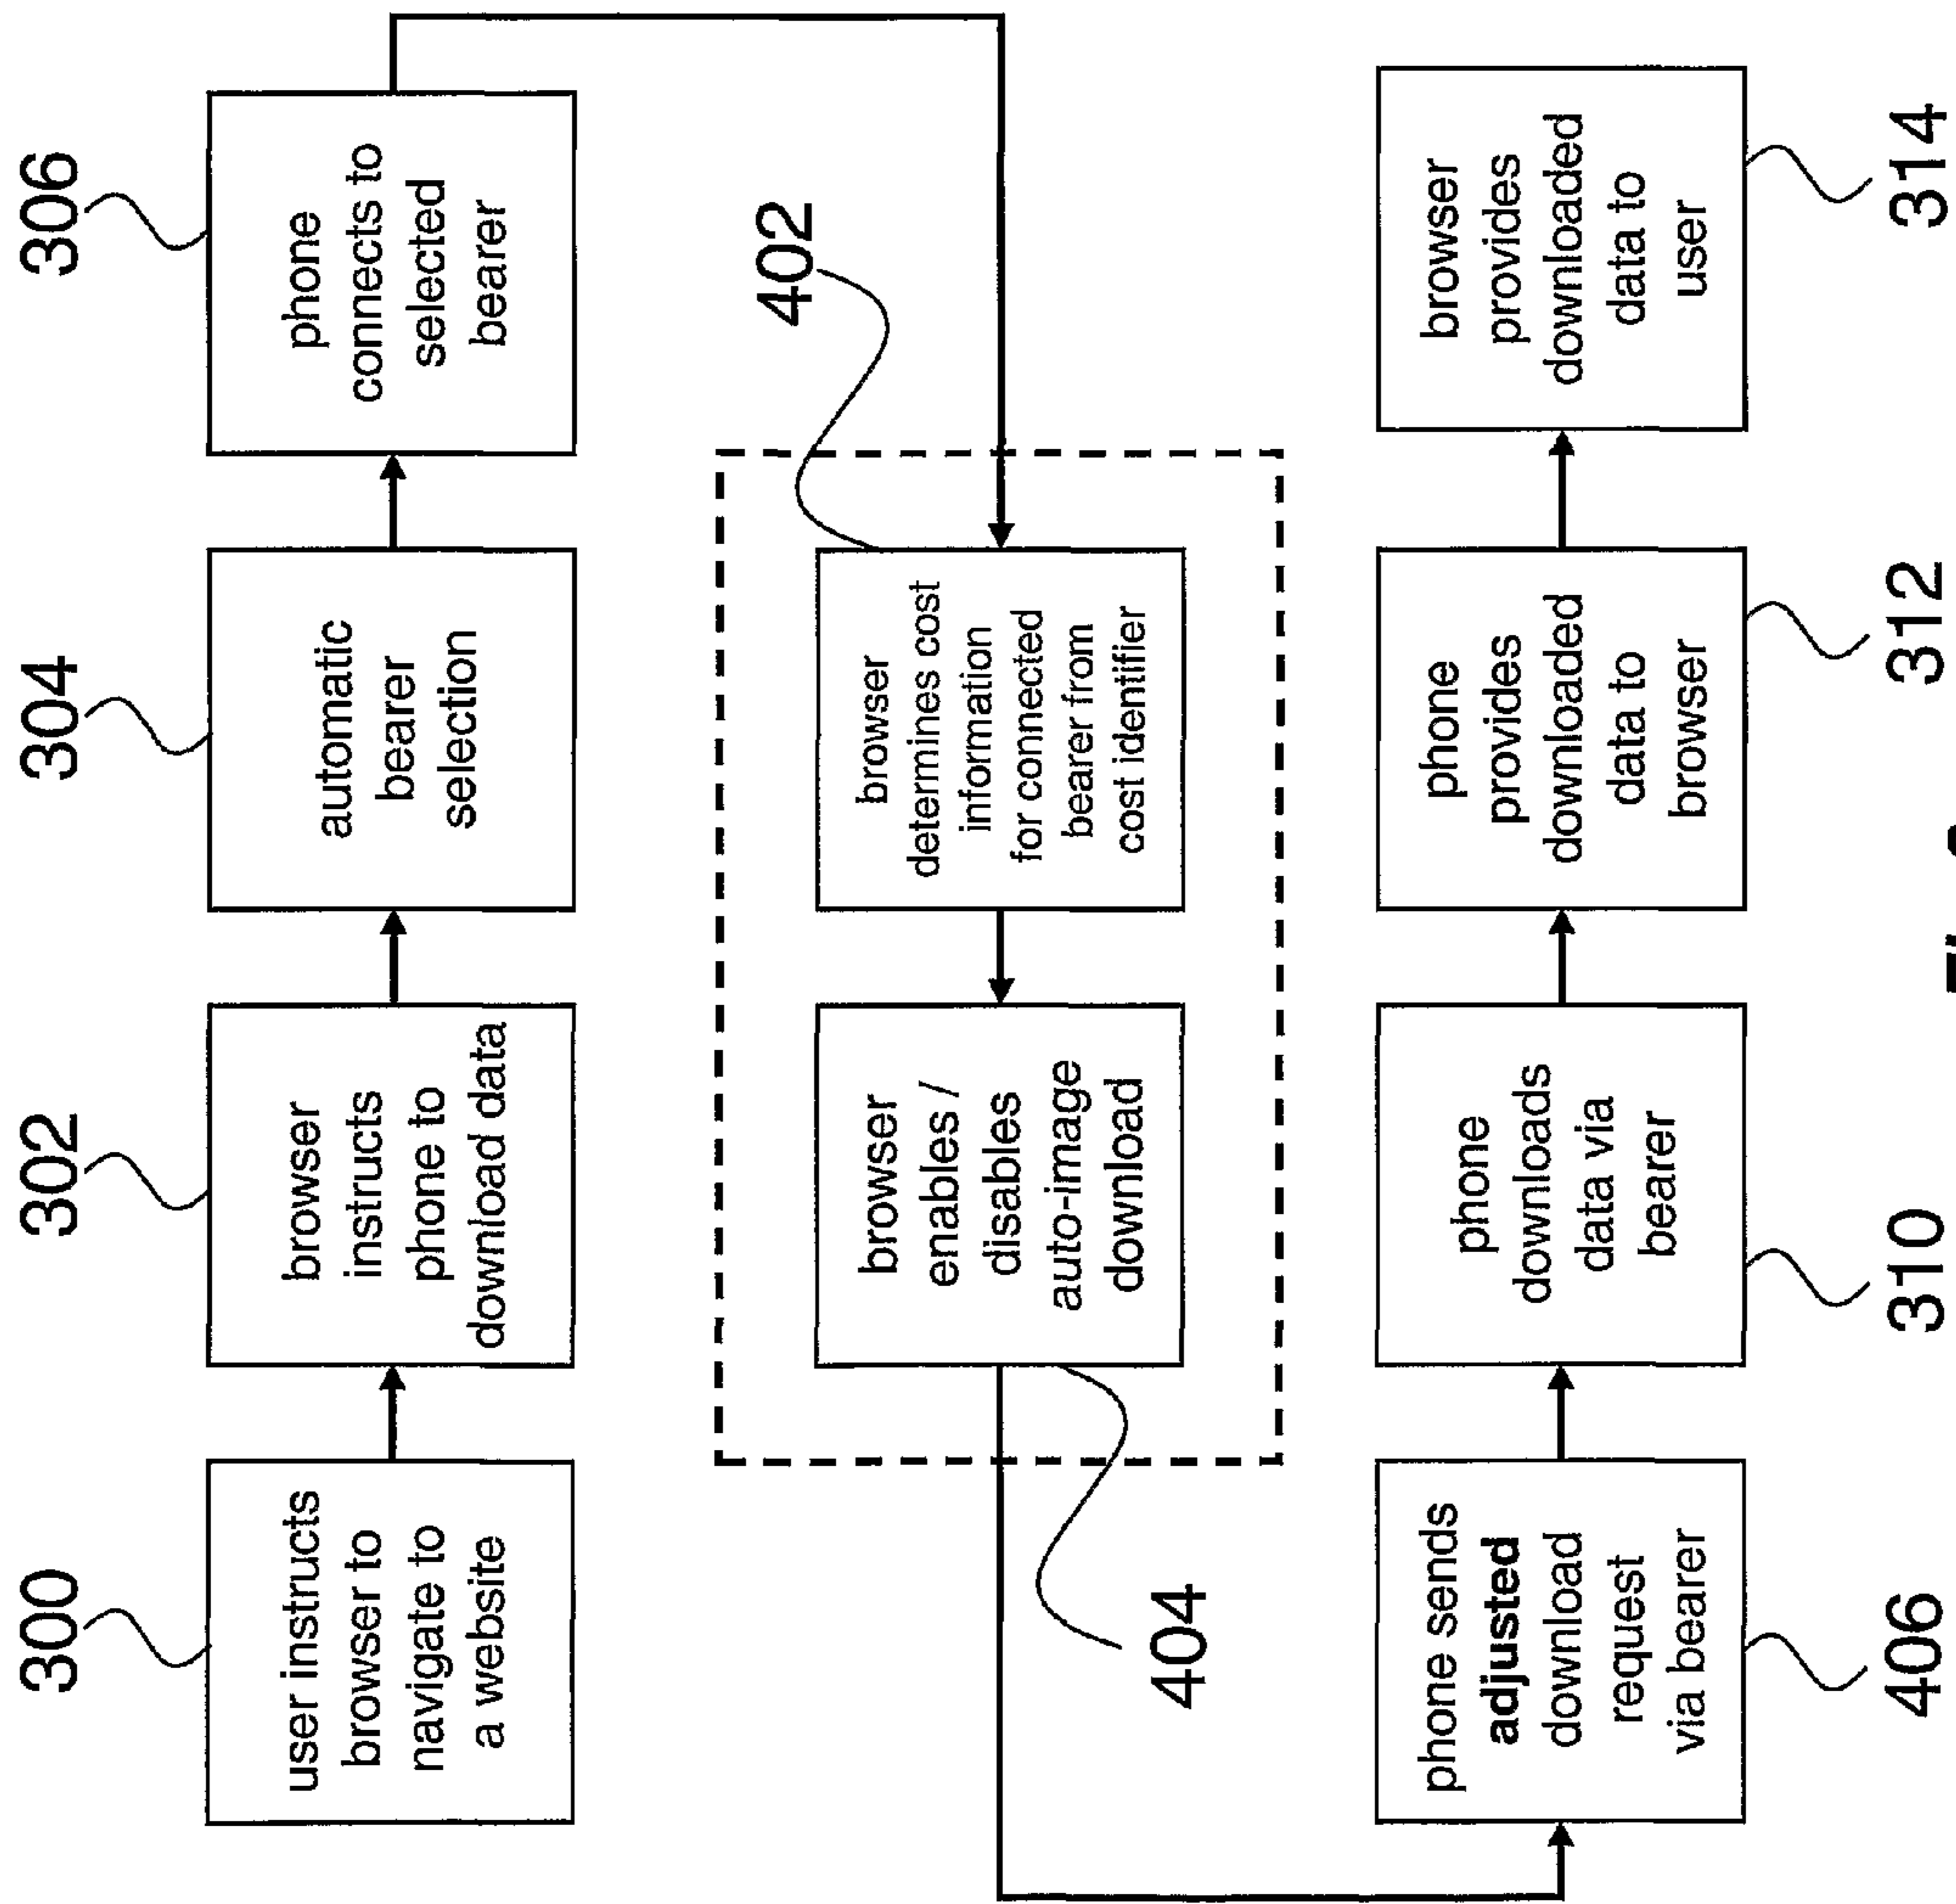 300
302
304
306
user instructs
browser to
navigate to
a website
browser
instructs
phone to
download data
automatic
bearer
selection
phone
connects to
selected
bearer
402
browser
enables /
disables
auto-image
download
browser
determines cost
information
for connected
bearer from
cost identifier
404
phone sends
adjusted
download
request
via bearer
phone
downloads
data via
bearer
phone
provides
downloaded
data to
browser
browser
provides
downloaded
data to
user
406
310
312
314